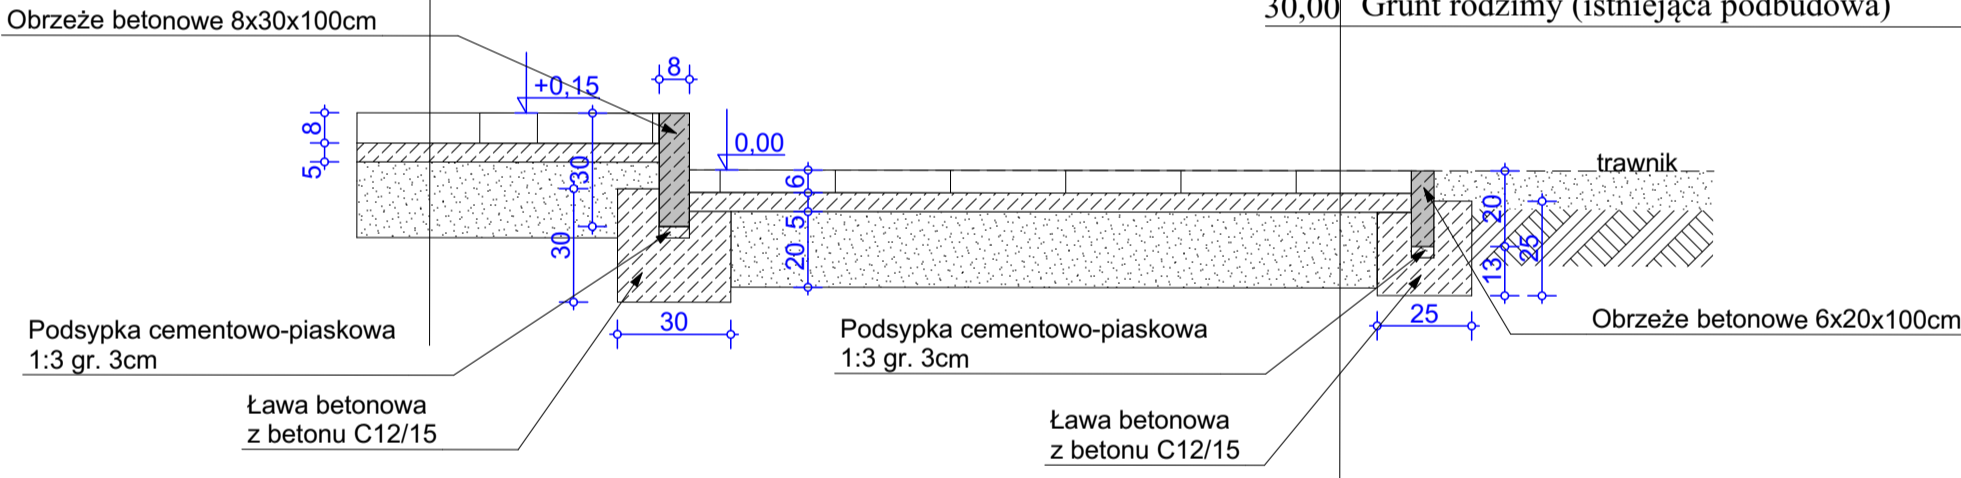 30,00 Grunt rodzimy (istniejąca podbudowa)
Obrzeże betonowe 8x30x100cm
8
+0,15
0,00
8
5
30
30
6
5
20
trawnik
20
13
25
30
25
Podsypka cementowo-piaskowa
1:3 gr. 3cm
Podsypka cementowo-piaskowa
1:3 gr. 3cm
Obrzeże betonowe 6x20x100cm
Ława betonowa
z betonu C12/15
Ława betonowa
z betonu C12/15